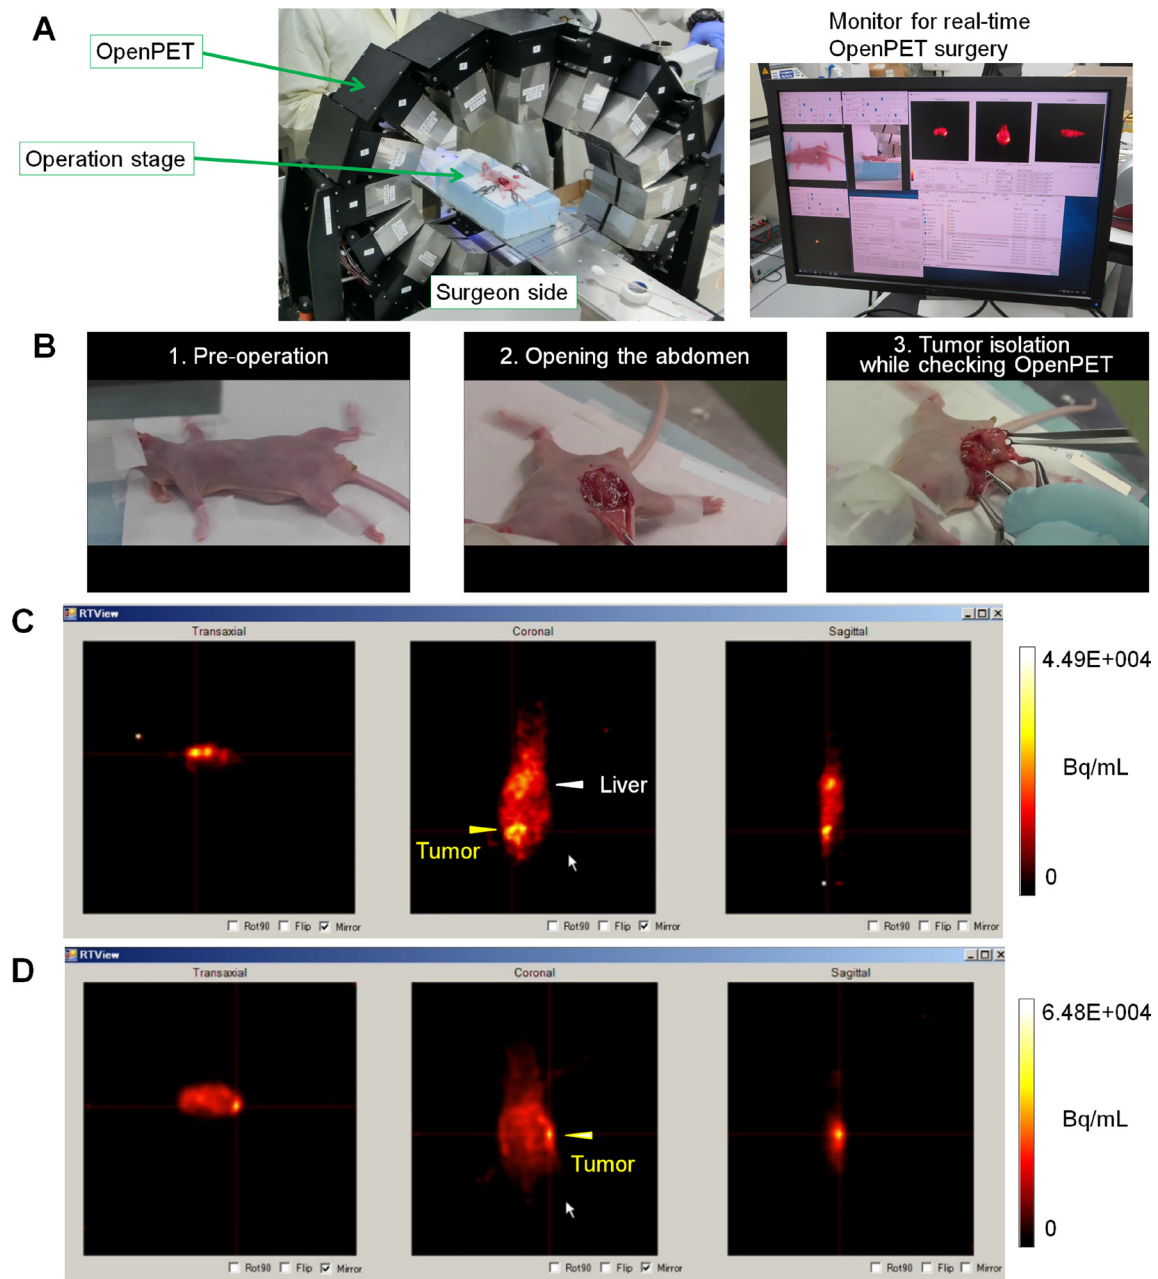 A
OpenPET
Operation stage
Surgeon side
Monitor for real-time
OpenPET surgery
B
1. Pre-operation
2. Opening the abdomen
3. Tumor isolation
while checking OpenPET
C
RTView
Transaxial
Coronal
Sagittal
Liver
Tumor
Rot90
Flip
Mirror
Rot90
Flip
Mirror
Rot90
Flip
Mirror
4.49E+004
Bq/mL
0
D
RTView
Transaxial
Coronal
Sagittal
Tumor
Rot90
Flip
Mirror
Rot90
Flip
Mirror
Rot90
Flip
Mirror
6.48E+004
Bq/mL
0